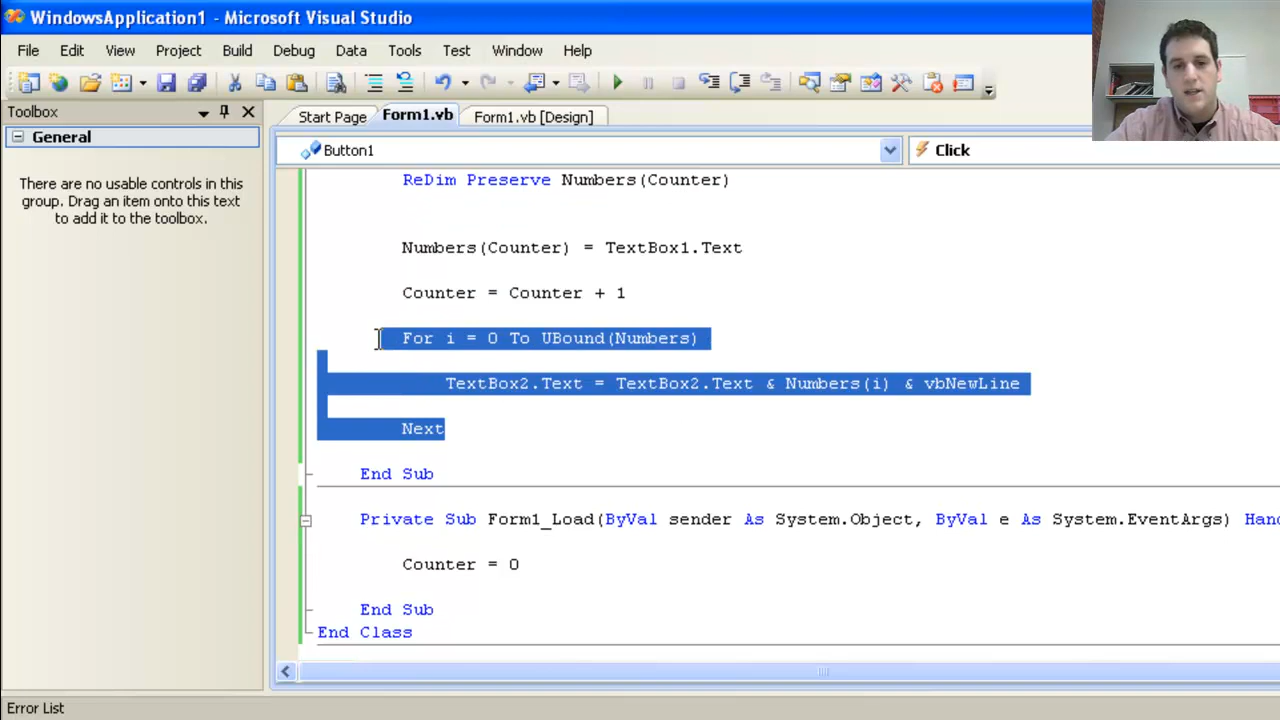 WindowsApplication1 - Microsoft Visual Studio
File Edit View Project Build Debug Data Tools Test Window Help
Toolbox
General
There are no usable controls in this
group. Drag an item onto this text
to add it to the toolbox.
Start Page Form1.vb Form1.vb [Design]
Button1 Click
ReDim Preserve Numbers(Counter)
Numbers(Counter) = TextBox1.Text
Counter = Counter + 1
For i = 0 To UBound(Numbers)
TextBox2.Text = TextBox2.Text & Numbers(i) & vbNewLine
Next
End Sub
Private Sub Form1_Load(ByVal sender As System.Object, ByVal e As System.EventArgs) Hand
Counter = 0
End Sub
End Class
Error List